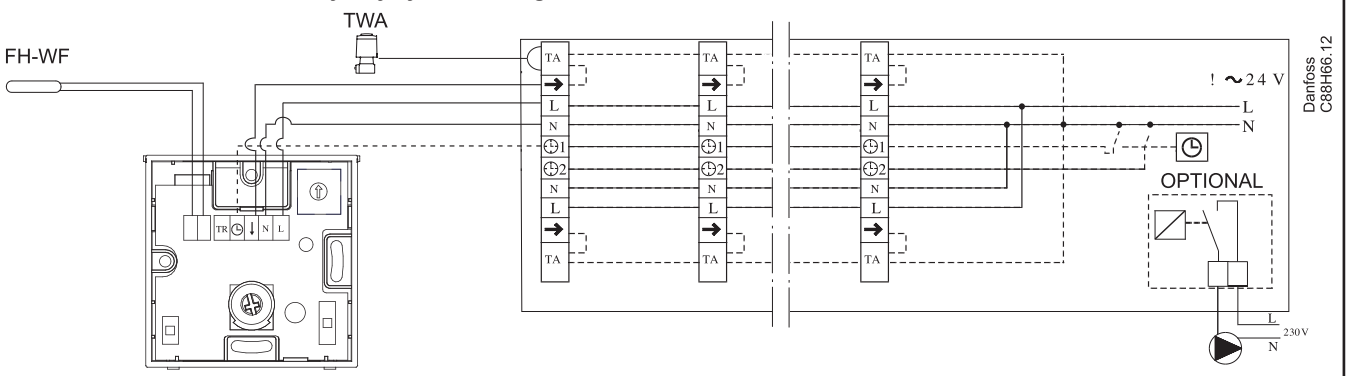 TWA
FH-WF
TA TA TA
! ~24 V
L L L L
N N N N
1 1 1
2 2 2
N N N
L L L
TA TA TA
OPTIONAL
TR N L
L
230V
N
Danfoss
C88H66.12